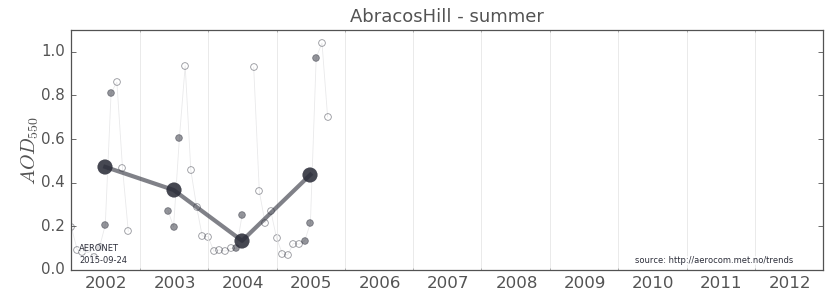 AbracosHill - summer
AOD550
1.0
0.8
0.6
0.4
0.2
0.0
AERONET
2015-09-24
source: http://aerocom.met.no/trends
2002 2003 2004 2005 2006 2007 2008 2009 2010 2011 2012